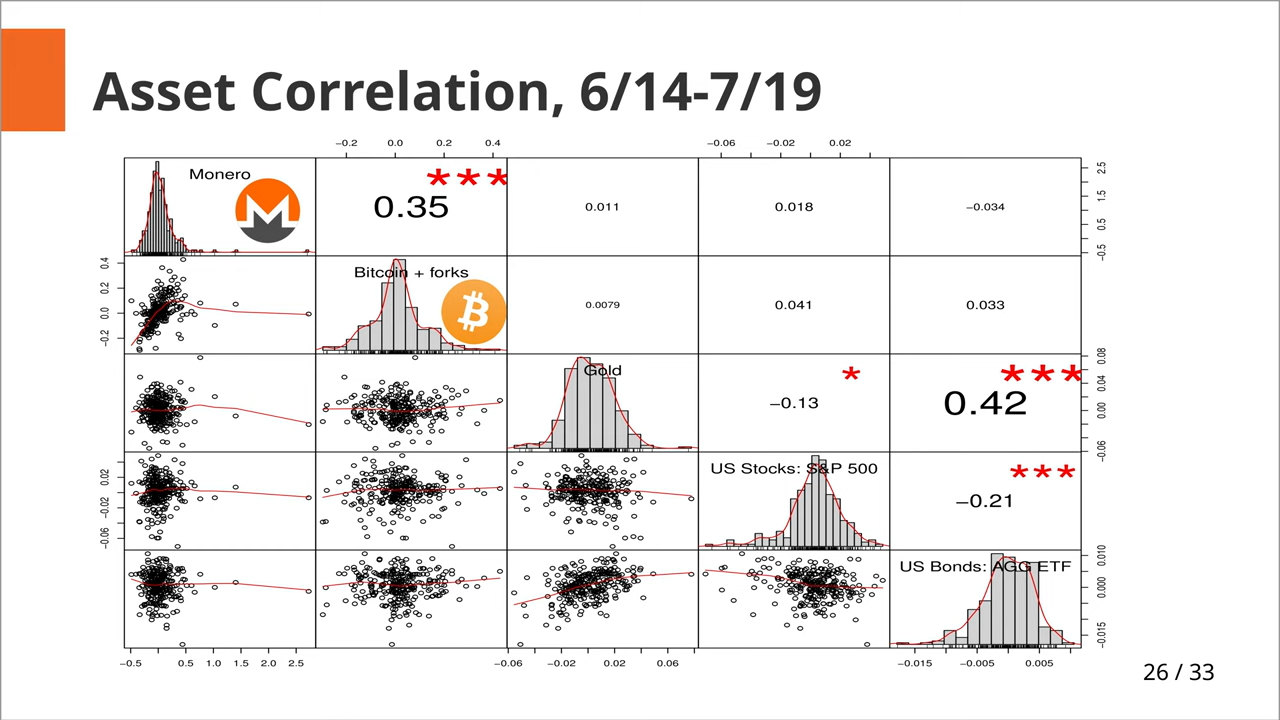 Asset Correlation, 6/14-7/19
−0.2 0.0 0.2 0.4 −0.06 −0.02 0.02
Monero
***
0.35
0.011
0.018
−0.034
−0.5 0.5 1.5 2.5
−0.2 0.0 0.2 0.4
Bitcoin + forks
0.0079
0.041
0.033
Gold
*
−0.13
***
0.42
−0.06 0.00 0.04 0.08
−0.06 −0.02 0.02
US Stocks: S&P 500
***
−0.21
US Bonds: AGG ETF
−0.015 0.000 0.010
−0.5 0.5 1.0 1.5 2.0 2.5 −0.06 −0.02 0.02 0.06 −0.015 −0.005 0.005
26 / 33